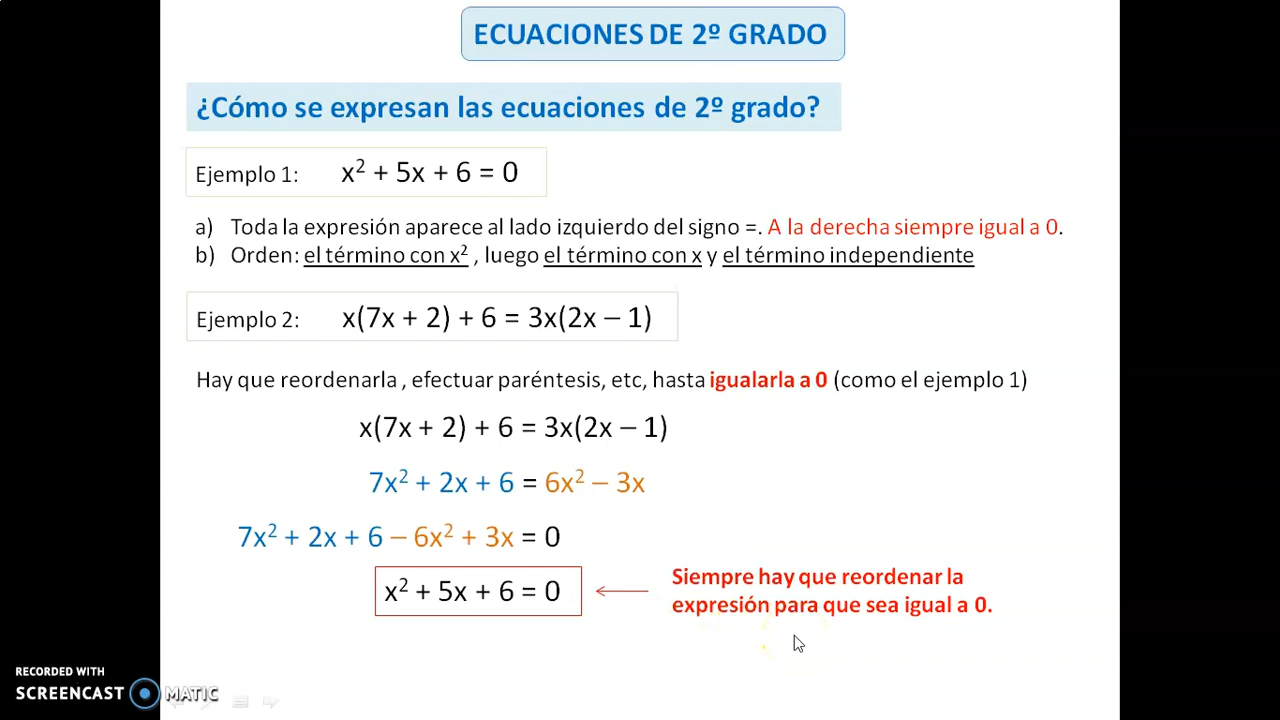 ECUACIONES DE 2º GRADO
¿Cómo se expresan las ecuaciones de 2º grado?
Ejemplo 1: x² + 5x + 6 = 0
a) Toda la expresión aparece al lado izquierdo del signo =. A la derecha siempre igual a 0.
b) Orden: el término con x² , luego el término con x y el término independiente
Ejemplo 2: x(7x + 2) + 6 = 3x(2x – 1)
Hay que reordenarla , efectuar paréntesis, etc, hasta igualarla a 0 (como el ejemplo 1)
x(7x + 2) + 6 = 3x(2x – 1)
7x² + 2x + 6 = 6x² – 3x
7x² + 2x + 6 – 6x² + 3x = 0
x² + 5x + 6 = 0
Siempre hay que reordenar la
expresión para que sea igual a 0.
RECORDED WITH
SCREENCAST MATIC